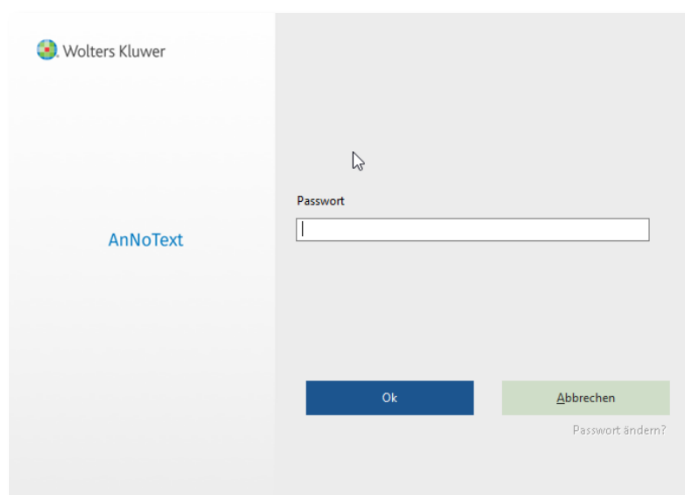 Wolters Kluwer
Passwort
AnNoText
Ok
Abbrechen
Passwort ändern?